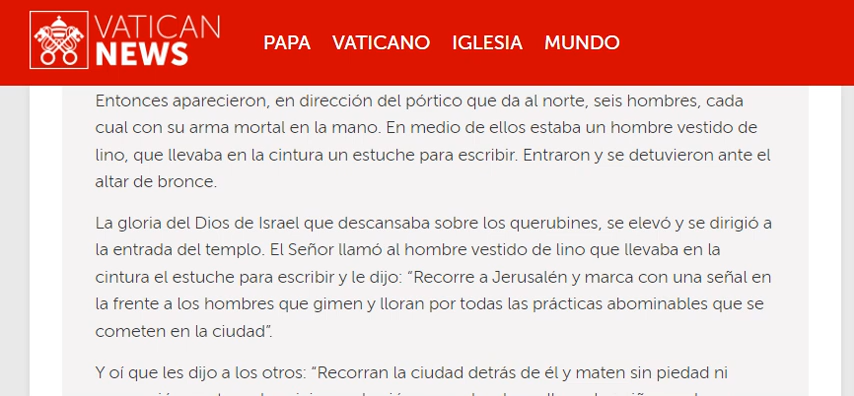 VATICAN
NEWS
PAPA VATICANO IGLESIA MUNDO
Entonces aparecieron, en dirección del pórtico que da al norte, seis hombres, cada
cual con su arma mortal en la mano. En medio de ellos estaba un hombre vestido de
lino, que llevaba en la cintura un estuche para escribir. Entraron y se detuvieron ante el
altar de bronce.
La gloria del Dios de Israel que descansaba sobre los querubines, se elevó y se dirigió a
la entrada del templo. El Señor llamó al hombre vestido de lino que llevaba en la
cintura el estuche para escribir y le dijo: “Recorre a Jerusalén y marca con una señal en
la frente a los hombres que gimen y lloran por todas las prácticas abominables que se
cometen en la ciudad”.
Y oí que les dijo a los otros: “Recorran la ciudad detrás de él y maten sin piedad ni